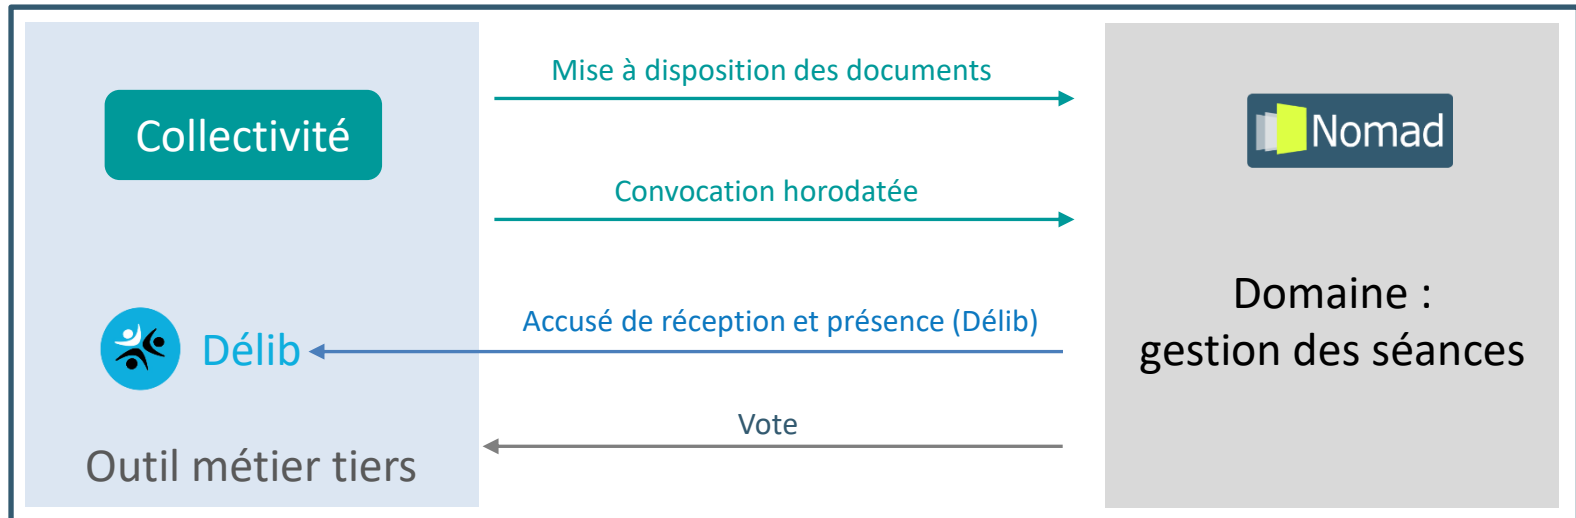 Mise à disposition des documents
Collectivité
Nomad
Convocation horodatée
Domaine :
gestion des séances
Accusé de réception et présence (Délib)
Délib
Vote
Outil métier tiers